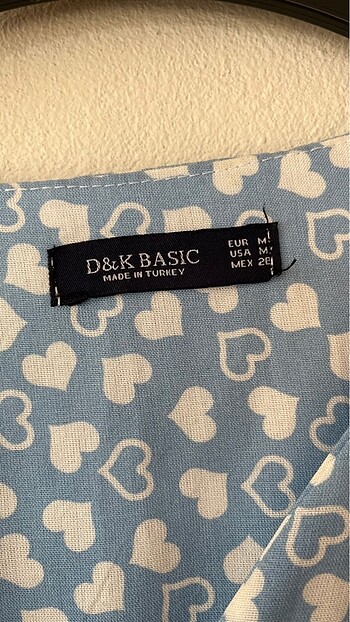 D&K BASIC
MADE IN TURKEY
EUR M
USA M
MEX 28